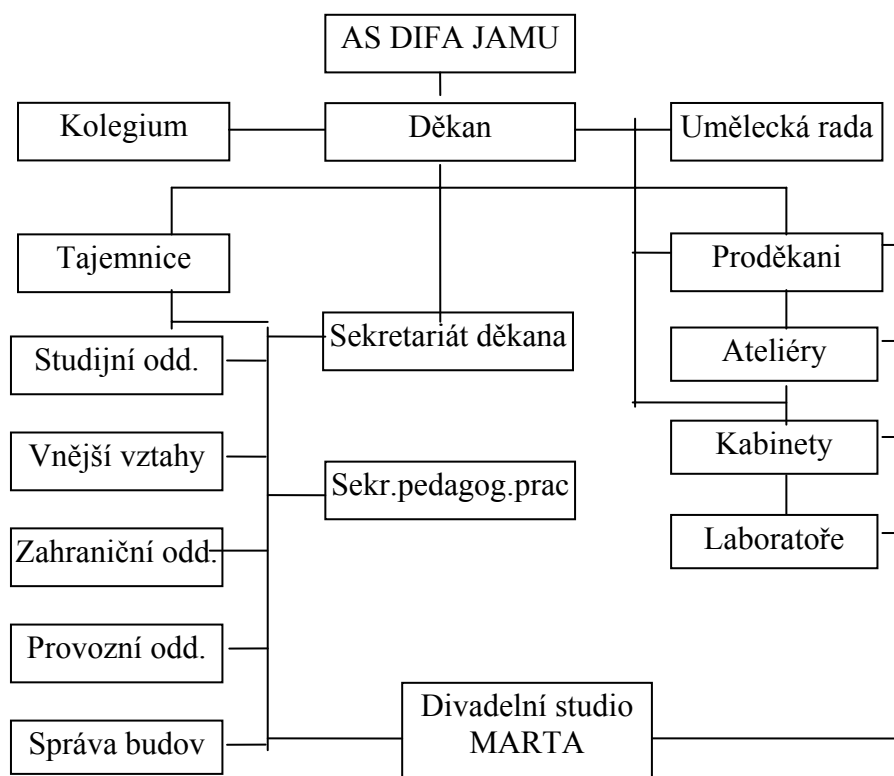 AS DIFA JAMU
Kolegium
Děkan
Umělecká rada
Tajemnice
Proděkani
Sekretariát děkana
Ateliéry
Studijní odd.
Vnější vztahy
Kabinety
Sekr.pedagog.prac
Zahraniční odd.
Laboratoře
Provozní odd.
Divadelní studio
MARTA
Správa budov